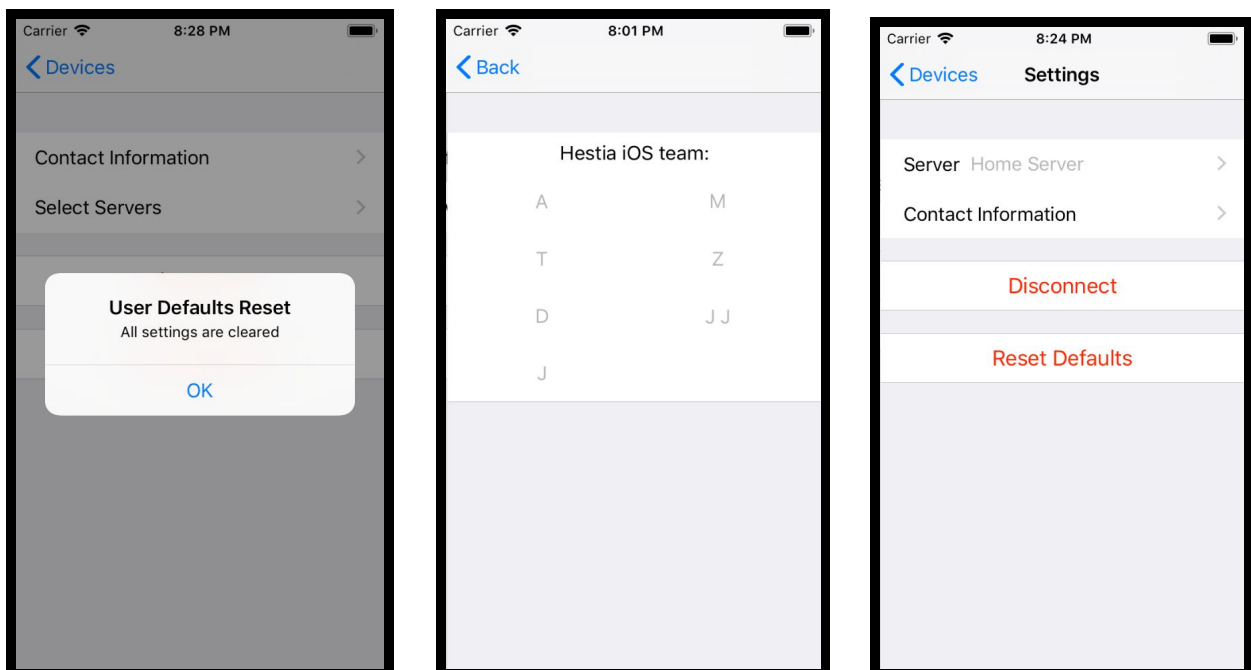 Carrier 8:28 PM
Devices
Contact Information
Select Servers
User Defaults Reset
All settings are cleared
OK
Carrier 8:01 PM
Back
Hestia iOS team:
A M
T Z
D J J
J
Carrier 8:24 PM
Devices Settings
Server Home Server
Contact Information
Disconnect
Reset Defaults